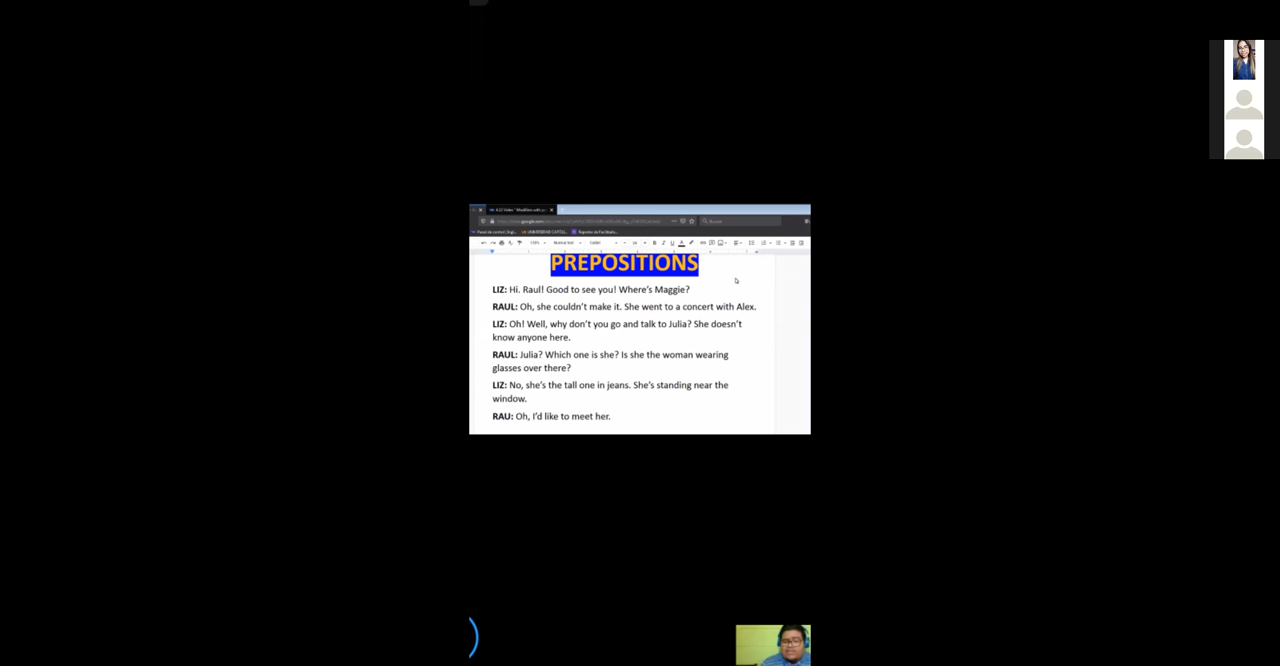 PREPOSITIONS
LIZ: Hi. Raul! Good to see you! Where's Maggie?
RAUL: Oh, she couldn't make it. She went to a concert with Alex.
LIZ: Oh! Well, why don't you go and talk to Julia? She doesn't
know anyone here.
RAUL: Julia? Which one is she? Is she the woman wearing
glasses over there?
LIZ: No, she's the tall one in jeans. She's standing near the
window.
RAU: Oh, I'd like to meet her.